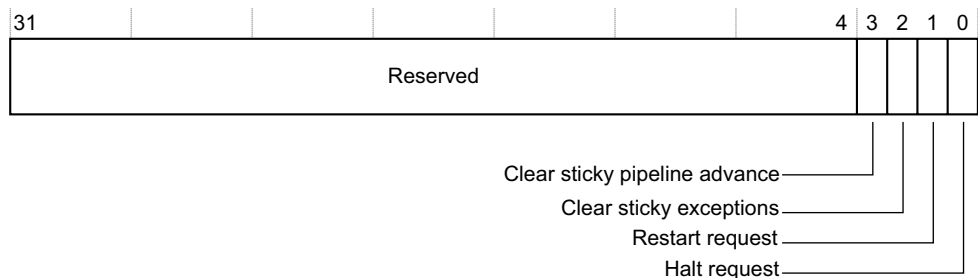 31 4 3 2 1 0
Reserved
Clear sticky pipeline advance
Clear sticky exceptions
Restart request
Halt request